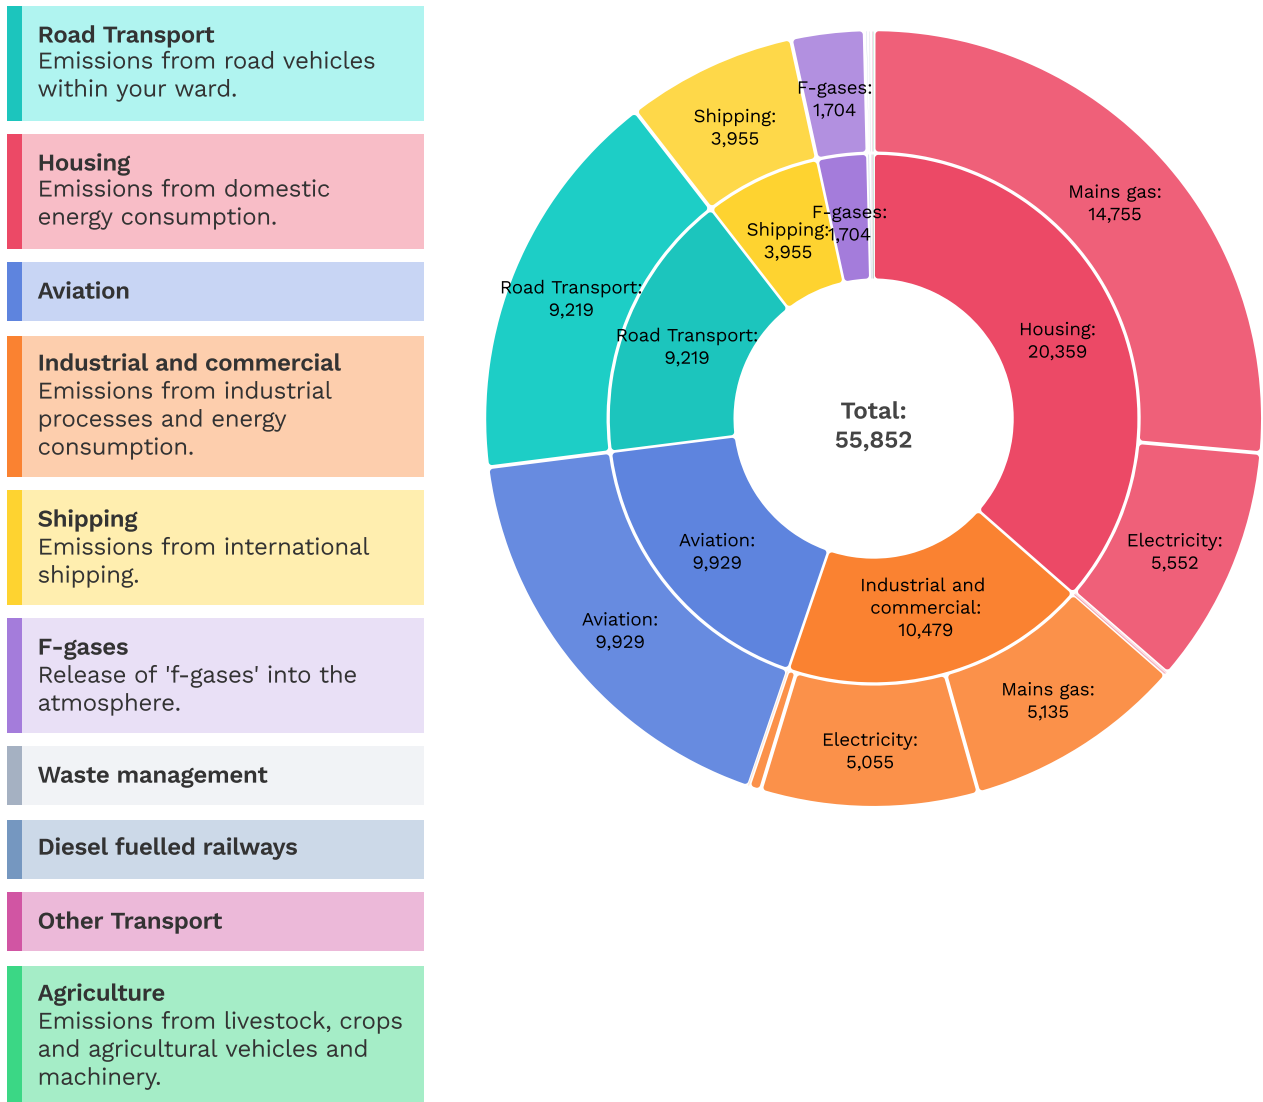 Road Transport
Emissions from road vehicles
within your ward.
Housing
Emissions from domestic
energy consumption.
Aviation
Industrial and commercial
Emissions from industrial
processes and energy
consumption.
Shipping
Emissions from international
shipping.
F-gases
Release of 'f-gases' into the
atmosphere.
Waste management
Diesel fuelled railways
Other Transport
Agriculture
Emissions from livestock, crops
and agricultural vehicles and
machinery.
F-gases:
1,704
Shipping:
3,955
Mains gas:
14,755
F-gases:
1,704
Shipping:
3,955
Road Transport:
9,219
Road Transport:
9,219
Housing:
20,359
Total:
55,852
Aviation:
9,929
Electricity:
5,552
Industrial and
commercial:
10,479
Aviation:
9,929
Mains gas:
5,135
Electricity:
5,055